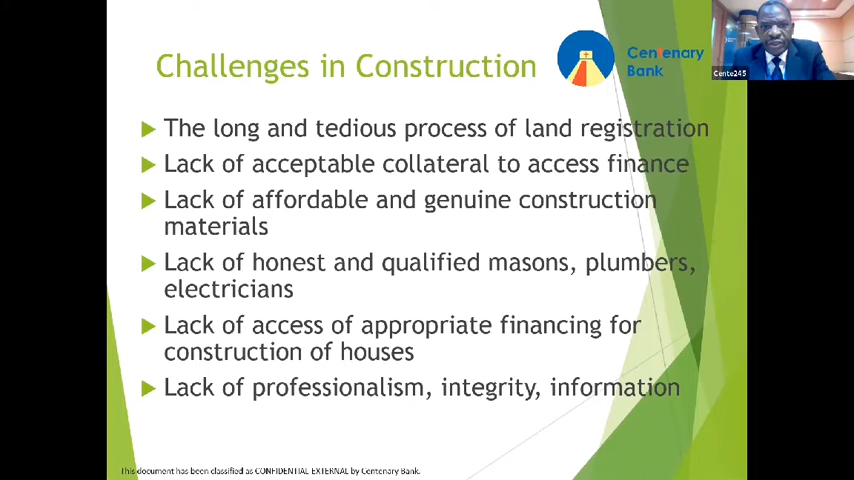 Challenges in Construction
Centenary
Bank
Cente245
The long and tedious process of land registration
Lack of acceptable collateral to access finance
Lack of affordable and genuine construction
materials
Lack of honest and qualified masons, plumbers,
electricians
Lack of access of appropriate financing for
construction of houses
Lack of professionalism, integrity, information
This document has been classified as CONFIDENTIAL EXTERNAL by Centenary Bank.